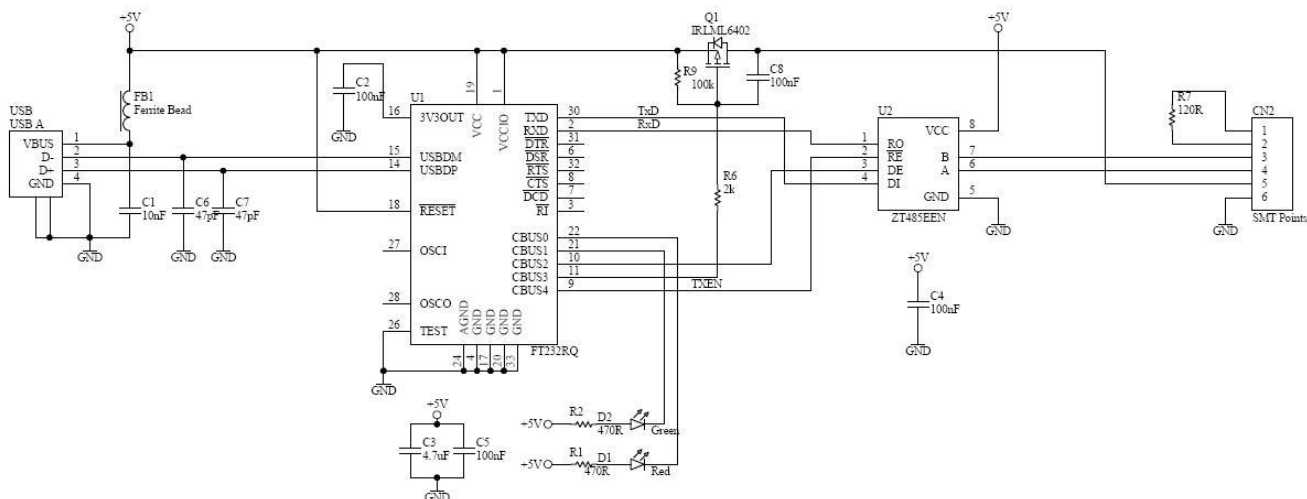 +5V
Q1
IRLML6402
+5V
R9
100k
C8
100nF
FB1
Ferrite Bead
C2
100nF
GND
USB
USB A
VBUS 1
D- 2
D+ 3
GND 4
C1
10nF
C6
47pF
C7
47pF
GND
GND
GND
U1
19
VCC
1
VCCIO
16 3V3OUT
15 USBDM
14 USBDP
18 RESET
27 OSCI
28 OSCO
26 TEST
TXD 30
RXD 2
DTR 31
DSR 6
RTS 32
CTS 8
DCD 7
RI 3
CBUS0 22
CBUS1 21
CBUS2 10
CBUS3 11
CBUS4 9
AGND
GND
GND
GND
GND
24
4
17
20
33
FT232RQ
GND
TxD
RxD
R6
2k
TXEN
U2
1 RO
2 RE
3 DE
4 DI
VCC 8
B 7
A 6
GND 5
ZT485EEN
GND
R7
120R
CN2
1
2
3
4
5
6
SMT Points
GND
+5V
C4
100nF
GND
+5V
C3
4.7uF
C5
100nF
GND
+5V
R2
470R
D2
Green
+5V
R1
470R
D1
Red